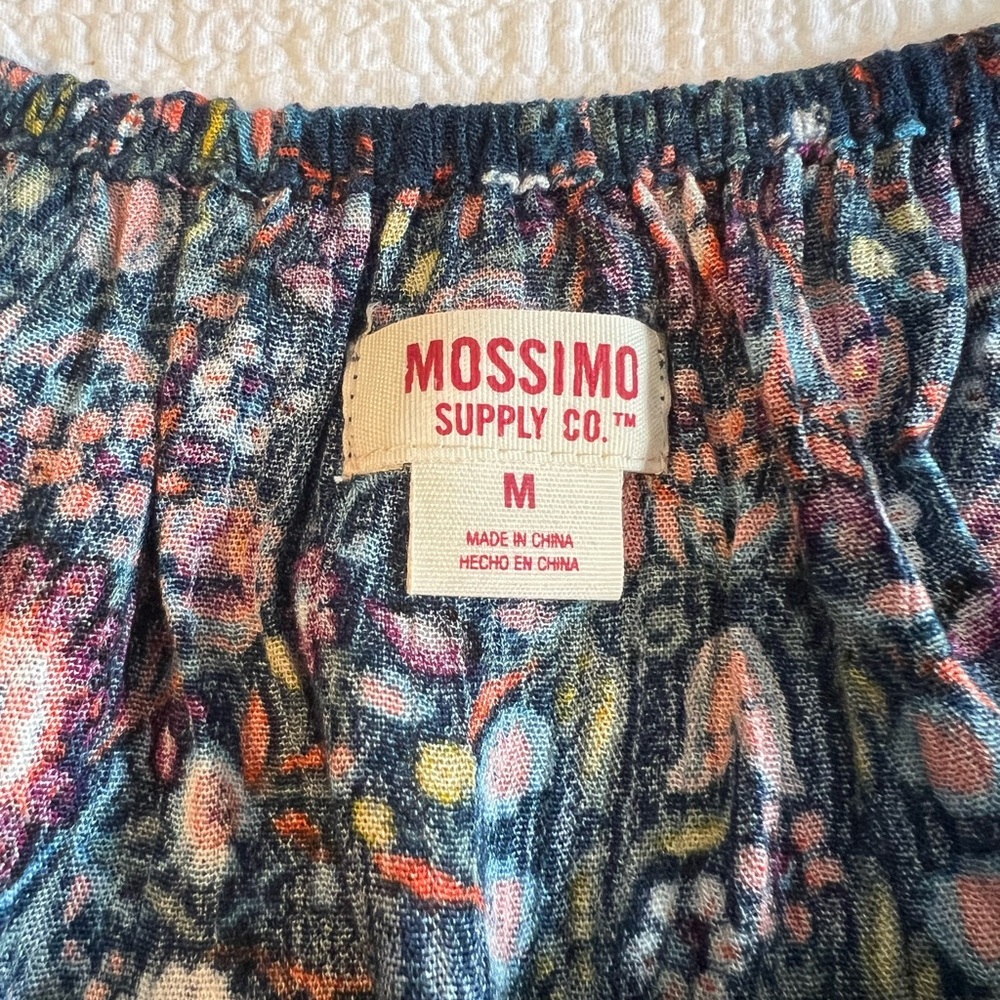 MOSSIMO
SUPPLY CO.™
M
MADE IN CHINA
HECHO EN CHINA